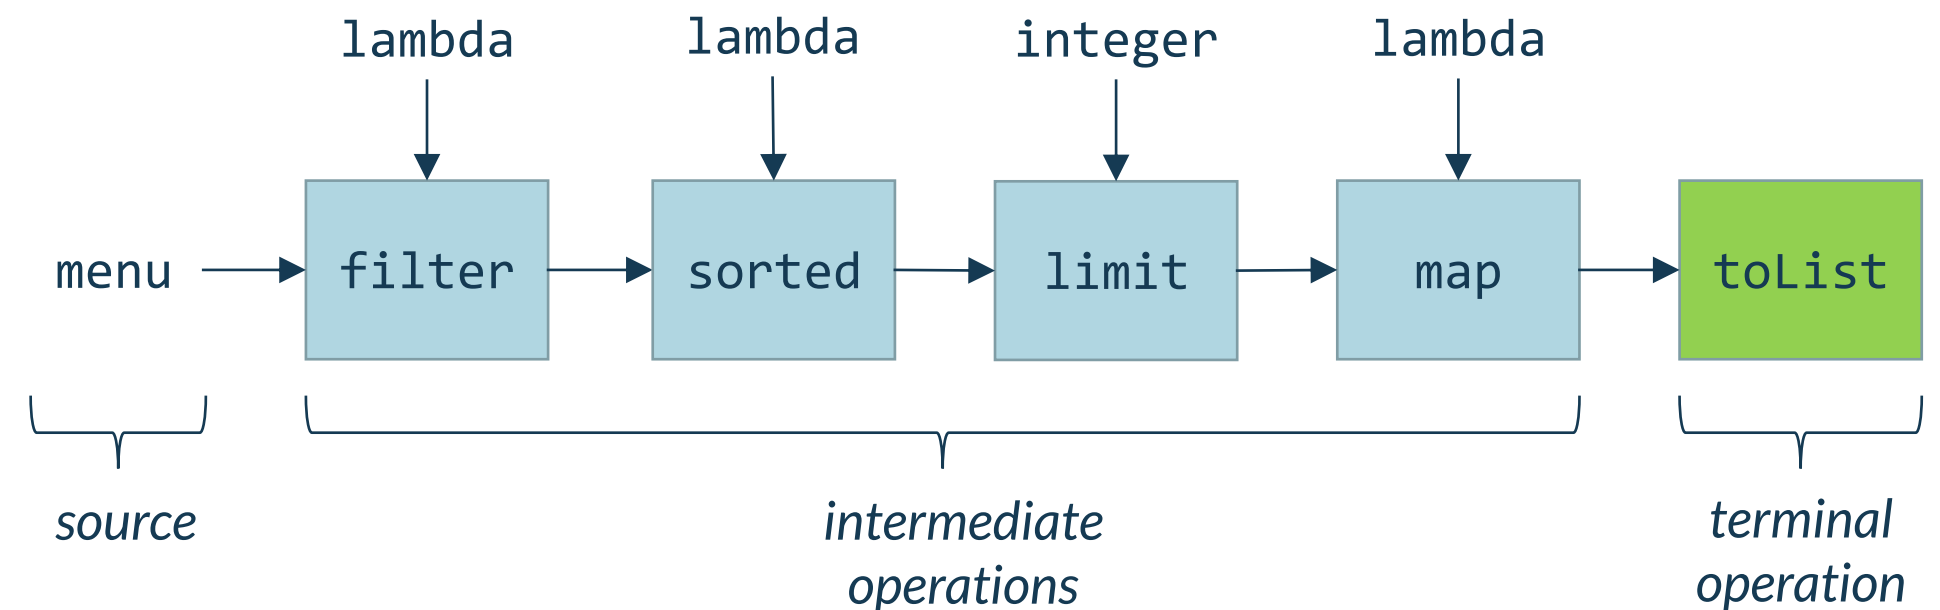 lambda lambda integer lambda
menu filter sorted limit map toList
source intermediate terminal
operations operation